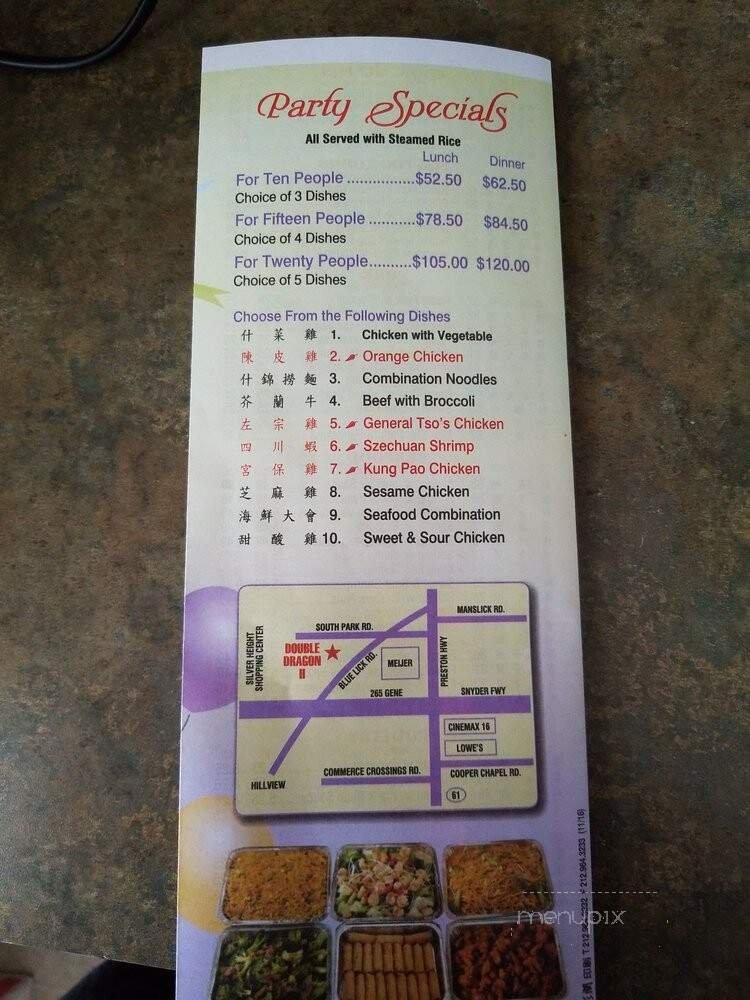 Party Specials
All Served with Steamed Rice
Lunch Dinner
For Ten People ................$52.50 $62.50
Choice of 3 Dishes
For Fifteen People ...........$78.50 $84.50
Choice of 4 Dishes
For Twenty People..........$105.00 $120.00
Choice of 5 Dishes
Choose From the Following Dishes
什菜雞 1. Chicken with Vegetable
陳皮雞 2. Orange Chicken
什錦撈麵 3. Combination Noodles
芥蘭牛 4. Beef with Broccoli
左宗雞 5. General Tso's Chicken
四川蝦 6. Szechuan Shrimp
宮保雞 7. Kung Pao Chicken
芝麻雞 8. Sesame Chicken
海鮮大會 9. Seafood Combination
甜酸雞 10. Sweet & Sour Chicken
SILVER HEIGHT
SHOPPING CENTER
SOUTH PARK RD.
MANSLICK RD.
DOUBLE
DRAGON
II
BLUE LICK RD.
MEIJER
PRESTON HWY
265 GENE
SNYDER FWY
CINEMAX 16
LOWE'S
COMMERCE CROSSINGS RD.
COOPER CHAPEL RD.
HILLVIEW
61
212.964.3233 (11/16)
menupix